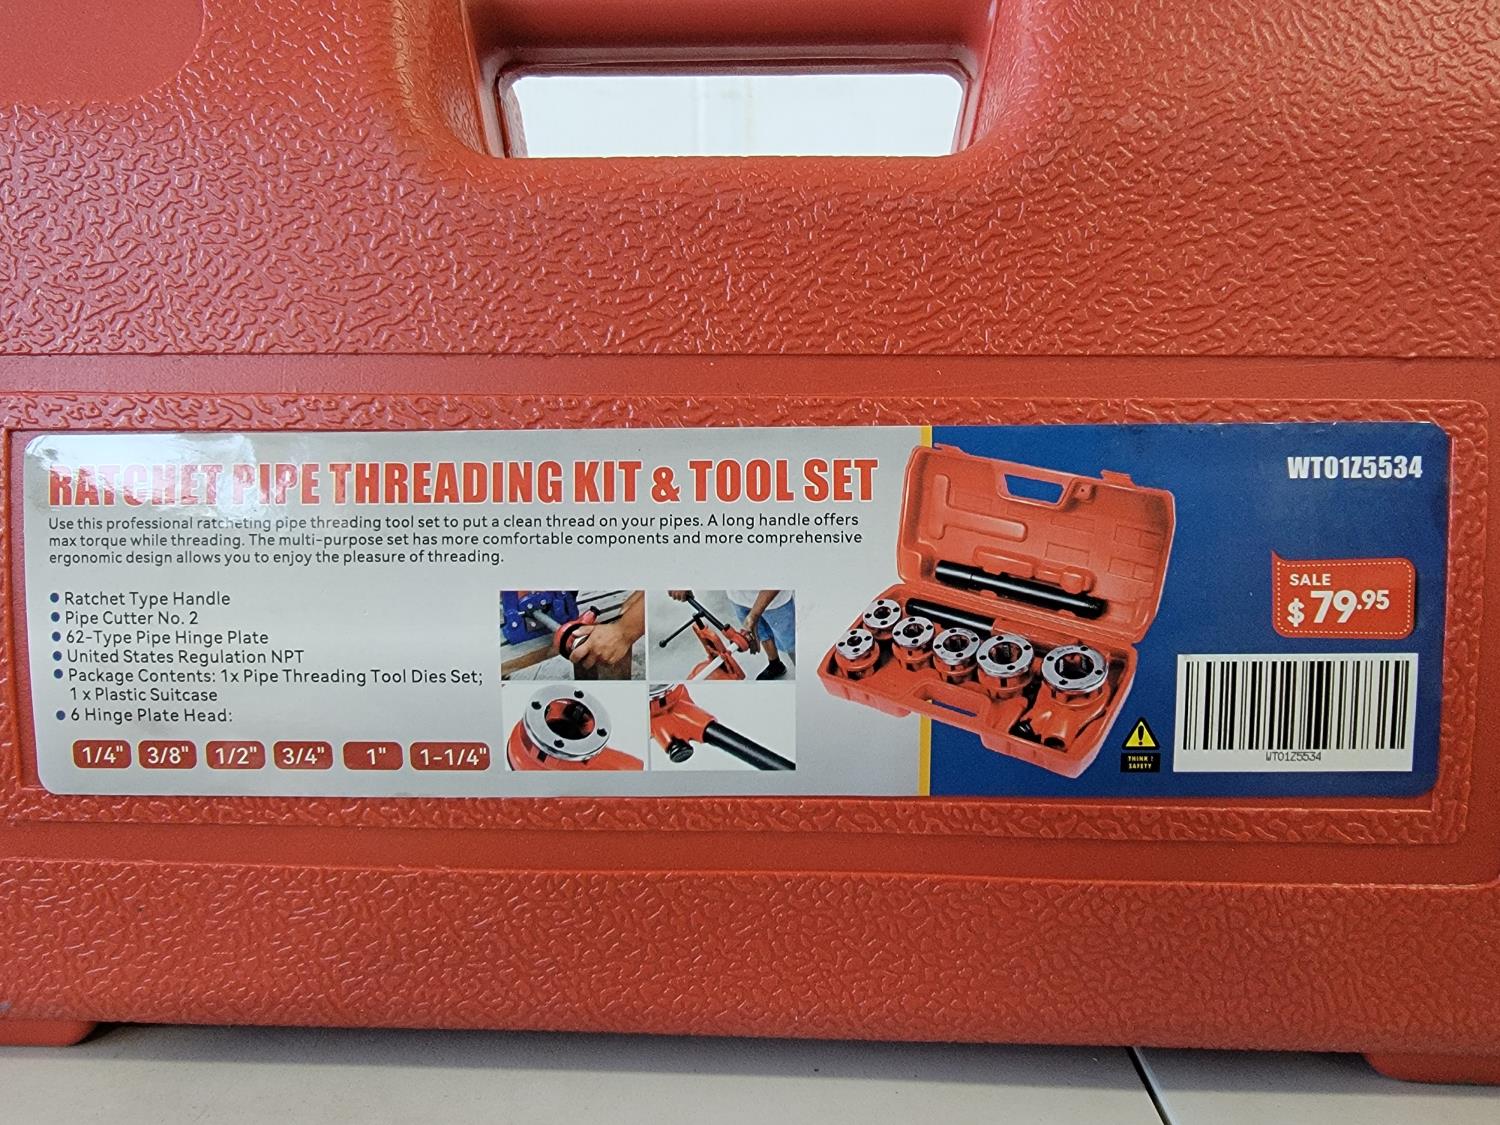 RATCHET PIPE THREADING KIT & TOOL SET
Use this professional ratcheting pipe threading tool set to put a clean thread on your pipes. A long handle offers
max torque while threading. The multi-purpose set has more comfortable components and more comprehensive
ergonomic design allows you to enjoy the pleasure of threading.
• Ratchet Type Handle
• Pipe Cutter No. 2
• 62-Type Pipe Hinge Plate
• United States Regulation NPT
• Package Contents: 1x Pipe Threading Tool Dies Set;
1 x Plastic Suitcase
• 6 Hinge Plate Head:
1/4" 3/8" 1/2" 3/4" 1" 1-1/4"
WT01Z5534
SALE
$79.95
THINK !
SAFETY
WT01Z5534